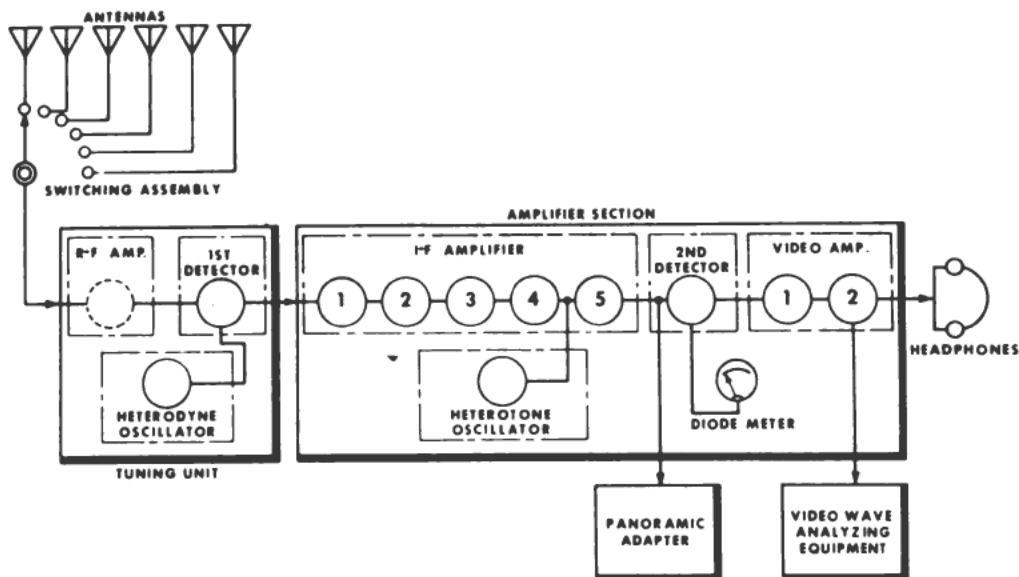 ANTENNAS
SWITCHING ASSEMBLY
AMPLIFIER SECTION
R-F AMP.
1ST
DETECTOR
I-F AMPLIFIER
2ND
DETECTOR
VIDEO AMP.
1
2
3
4
5
1
2
HEADPHONES
HETERODYNE
OSCILLATOR
HETEROTONE
OSCILLATOR
DIODE METER
TUNING UNIT
PANORAMIC
ADAPTER
VIDEO WAVE
ANALYZING
EQUIPMENT